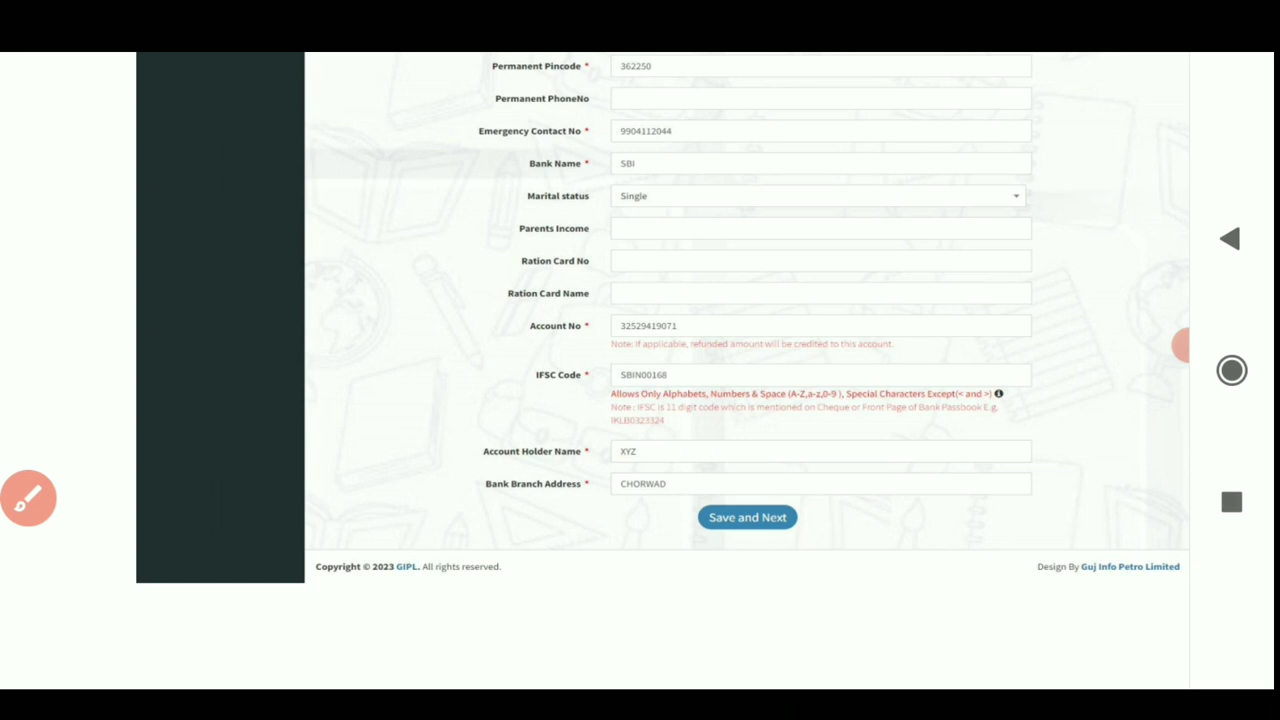 Permanent Pincode * 362250
Permanent PhoneNo
Emergency Contact No * 9904112044
Bank Name * SBI
Marital status Single
Parents Income
Ration Card No
Ration Card Name
Account No * 32529419071
Note: If applicable, refunded amount will be credited to this account.
IFSC Code * SBIN00168
Allows Only Alphabets, Numbers & Space (A-Z,a-z,0-9 ), Special Characters Except(< and >)
Note : IFSC is 11 digit code which is mentioned on Cheque or Front Page of Bank Passbook E.g.
IKLB0323324
Account Holder Name * XYZ
Bank Branch Address * CHORWAD
Save and Next
Copyright © 2023 GIPL. All rights reserved. Design By Guj Info Petro Limited